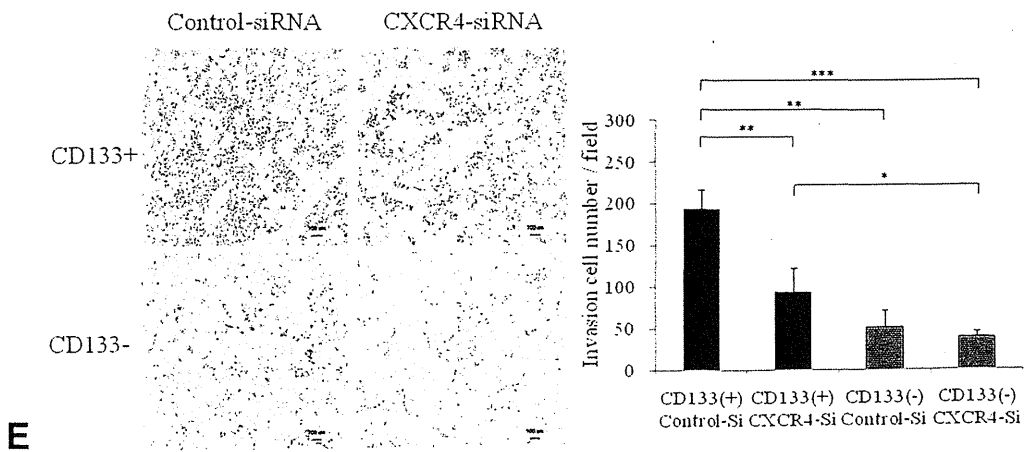 Control-siRNA CXCR4-siRNA
CD133+
CD133-
E
***
**
**
*
Invasion cell number / field
300
250
200
150
100
50
0
CD133(+) CD133(+) CD133(-) CD133(-)
Control-Si CXCR4-Si Control-Si CXCR4-Si